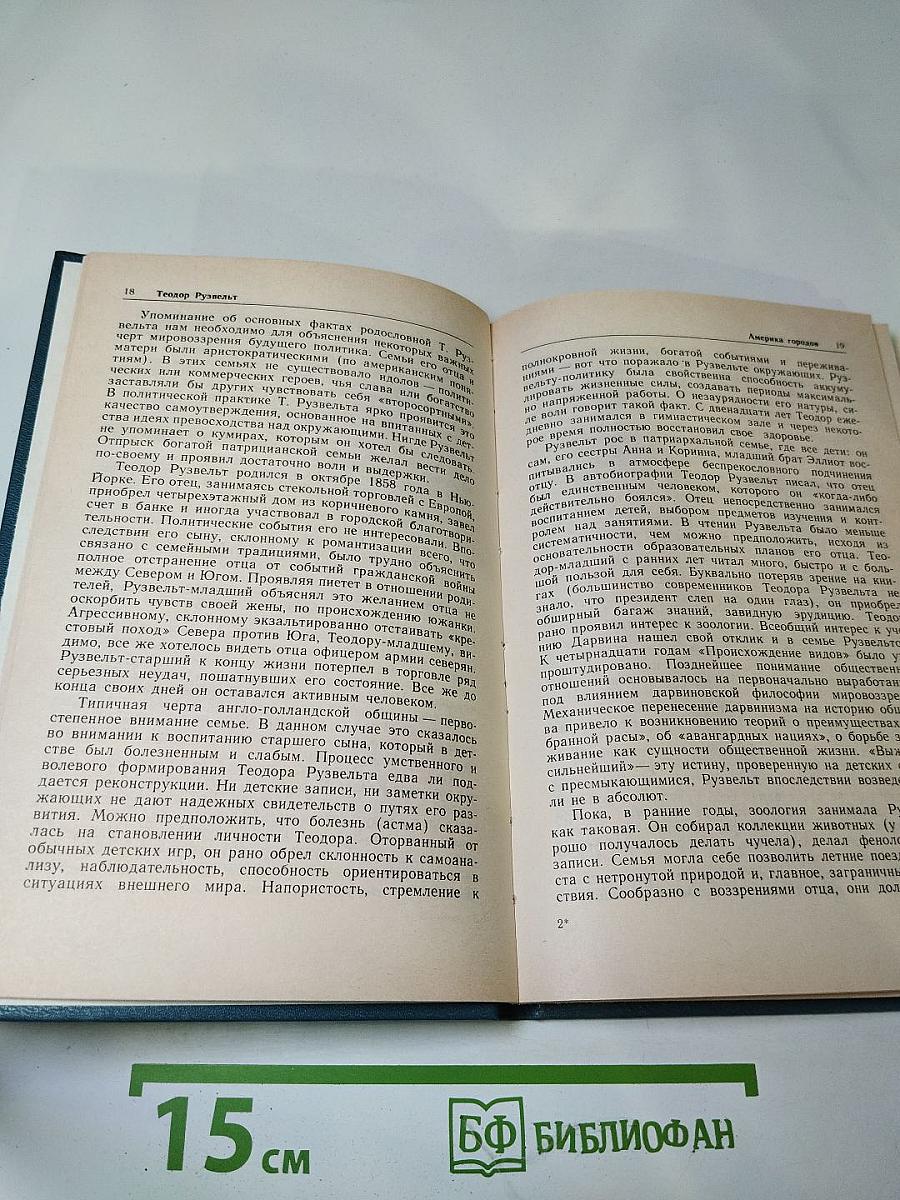 18 Теодор Рузвельт
Упоминание об основных фактах родословной Т. Руз-
вельта нам необходимо для объяснения некоторых важных
черт мировоззрения будущего политика. Семьи его отца и
матери были аристократическими (по американским поня-
тиям). В этих семьях не существовало идолов — полити-
ческих или коммерческих героев, чья слава или богатство
заставляли бы других чувствовать себя «второсортными».
В политической практике Т. Рузвельта ярко проявится это
качество самоутверждения, основанное на впитанных с дет-
ства идеях превосходства над окружающими. Нигде Рузвельт
не упоминает о кумирах, которым он хотел бы следовать.
Отпрыск богатой патрицианской семьи желал вести дело
по-своему и проявил достаточно воли и выдержки.
Теодор Рузвельт родился в октябре 1858 года в Нью-
Йорке. Его отец, занимаясь стекольной торговлей с Европой,
приобрел четырехэтажный дом из коричневого камня, завел
счет в банке и иногда участвовал в городской благотвори-
тельности. Политические события его не интересовали. Впо-
следствии его сыну, склонному к романтизации всего, что
связано с семейными традициями, было трудно объяснить
полное отстранение отца от событий гражданской войны
между Севером и Югом. Проявляя пиетет в отношении роди-
телей, Рузвельт-младший объяснял это желанием отца не
оскорбить чувств своей жены, по происхождению южанки.
Агрессивному, склонному экзальтированно отстаивать «кре-
стовый поход» Севера против Юга, Теодору-младшему, ви-
димо, все же хотелось видеть отца офицером армии северян.
Рузвельт-старший к концу жизни потерпел в торговле ряд
серьезных неудач, пошатнувших его состояние. Все же до
конца своих дней он оставался активным человеком.
Типичная черта англо-голландской общины — перво-
степенное внимание семье. В данном случае это сказалось
во внимании к воспитанию старшего сына, который в дет-
стве был болезненным и слабым. Процесс умственного и
волевого формирования Теодора Рузвельта едва ли под-
дается реконструкции. Ни детские записи, ни заметки окру-
жающих не дают надежных свидетельств о путях его раз-
вития. Можно предположить, что болезнь (астма) сказа-
лась на становлении личности Теодора. Оторванный от
обычных детских игр, он рано обрел склонность к самоана-
лизу, наблюдательность, способность ориентироваться в
ситуациях внешнего мира. Напористость, стремление к
Америка городов 19
полнокровной жизни, богатой событиями и пережива-
ниями — вот что поражало в Рузвельте окружающих. Руз-
вельту-политику была свойственна способность аккуму-
лировать жизненные силы, создавать периоды максималь-
но напряженной работы. О незаурядности его натуры, си-
ле воли говорит такой факт. С двенадцати лет Теодор еже-
дневно занимался в гимнастическом зале и через некото-
рое время полностью восстановил свое здоровье.
Рузвельт рос в патриархальной семье, где все дети: он
сам, его сестры Анна и Коринна, младший брат Эллиот вос-
питывались в атмосфере беспрекословного подчинения
отцу. В автобиографии Теодор Рузвельт писал, что отец
был единственным человеком, которого он «когда-либо
действительно боялся». Отец непосредственно занимался
воспитанием детей, выбором предметов изучения и конт-
ролем над занятиями. В чтении Рузвельта было меньше
систематичности, чем можно предположить, исходя из
основательности образовательных планов его отца. Тео-
дор-младший с ранних лет читал много, быстро и с боль-
шой пользой для себя. Буквально потеряв зрение на кни-
гах (большинство современников Теодора Рузвельта не
знало, что президент слеп на один глаз), он приобрел
обширный багаж знаний, завидную эрудицию. Теодо
рано проявил интерес к зоологии. Всеобщий интерес к уче
нию Дарвина нашел свой отклик и в семье Рузвельтов
К четырнадцати годам «Происхождение видов» было у
проштудировано. Позднейшее понимание обществен
отношений основывалось на первоначально выработан
под влиянием дарвиновской философии мировоззре
Механическое перенесение дарвинизма на историю общ
ва привело к возникновению теорий о преимуществах
бранной расы», об «авангардных нациях», о борьбе з
живание как сущности общественной жизни. «Выж
сильнейший» — эту истину, проверенную на детских
с пресмыкающимися, Рузвельт впоследствии возведе
ли не в абсолют.
Пока, в ранние годы, зоология занимала Ру
как таковая. Он собирал коллекции животных (у
рошо получалось делать чучела), делал фенол
записи. Семья могла себе позволить летние поезд
ста с нетронутой природой и, главное, заграничны
ствия. Сообразно с воззрениями отца, они дол
2*
15 см
БФ БИБЛИОФАН